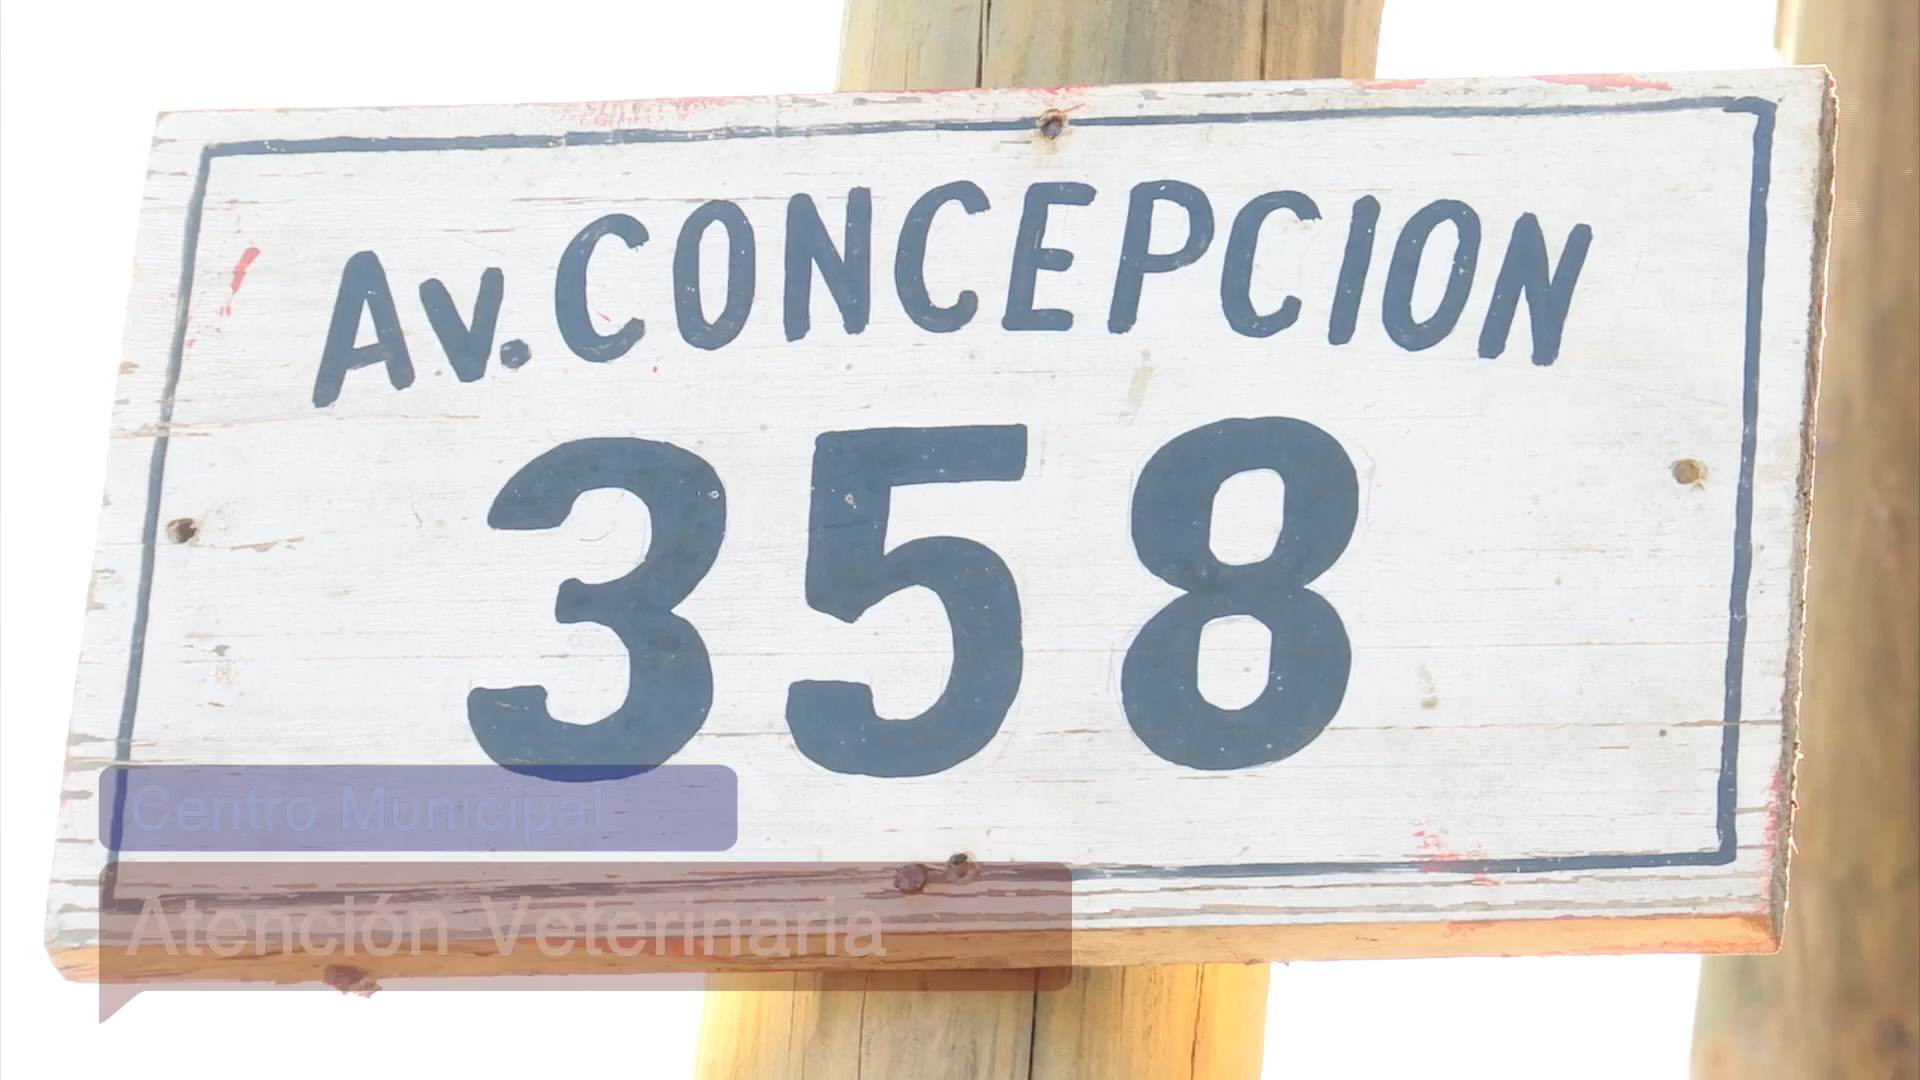 Av. CONCEPCION
358
Centro Municipal
Atención Veterinaria